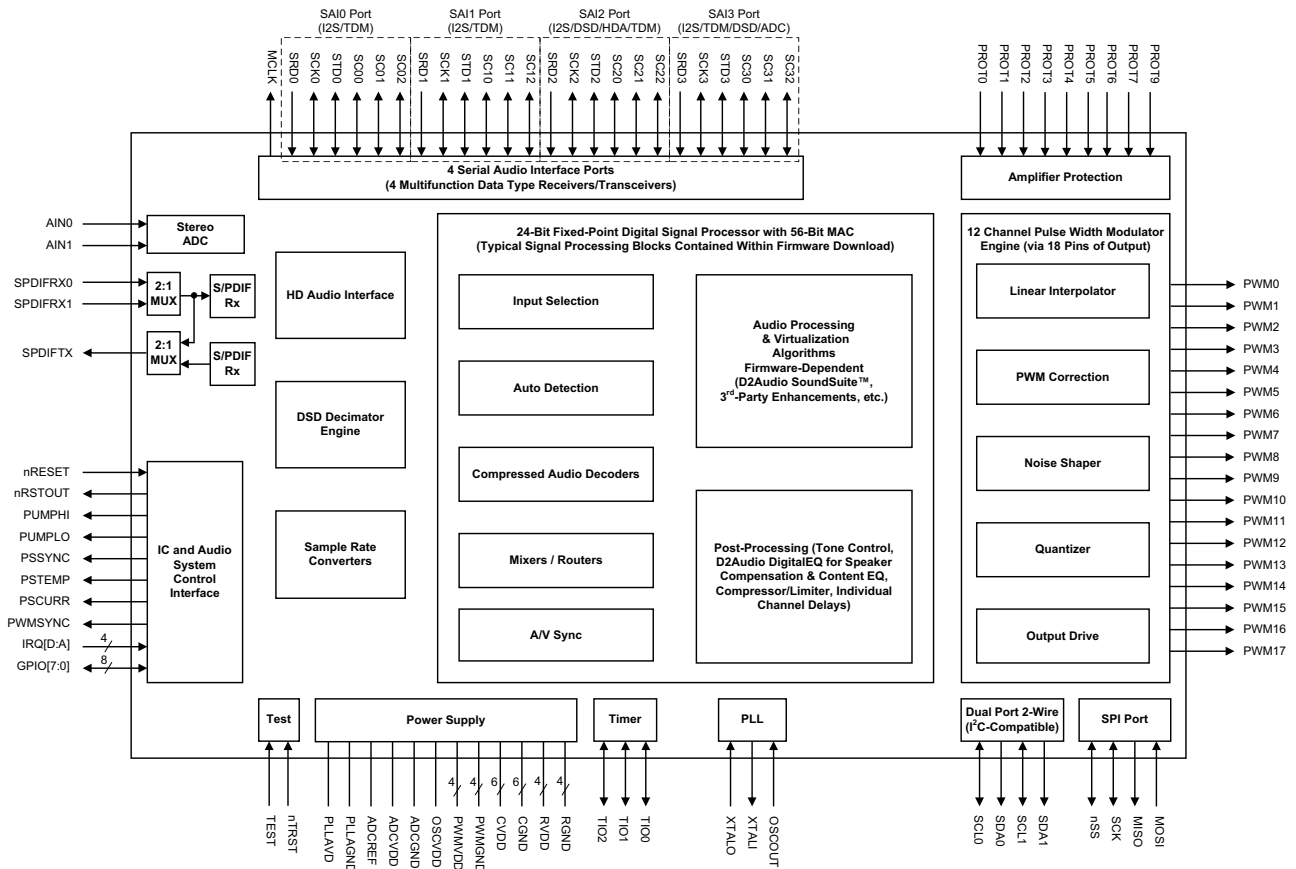 SAI0 Port
(I2S/TDM)
SAI1 Port
(I2S/TDM)
SAI2 Port
(I2S/DSD/HDA/TDM)
SAI3 Port
(I2S/TDM/DSD/ADC)
MCLK
SRD0
SCK0
STD0
SC00
SC01
SC02
SRD1
SCK1
STD1
SC10
SC11
SC12
SRD2
SCK2
STD2
SC20
SC21
SC22
SRD3
SCK3
STD3
SC30
SC31
SC32
PROT0
PROT1
PROT2
PROT3
PROT4
PROT5
PROT6
PROT7
PROT9
4 Serial Audio Interface Ports
(4 Multifunction Data Type Receivers/Transceivers)
Amplifier Protection
AIN0
AIN1
Stereo
ADC
SPDIFRX0
SPDIFRX1
2:1
MUX
S/PDIF
Rx
SPDIFTX
2:1
MUX
S/PDIF
Rx
HD Audio Interface
DSD Decimator
Engine
Sample Rate
Converters
24-Bit Fixed-Point Digital Signal Processor with 56-Bit MAC
(Typical Signal Processing Blocks Contained Within Firmware Download)
Input Selection
Auto Detection
Compressed Audio Decoders
Mixers / Routers
A/V Sync
Audio Processing
& Virtualization
Algorithms
Firmware-Dependent
(D2Audio SoundSuite™,
3rd-Party Enhancements, etc.)
Post-Processing (Tone Control,
D2Audio DigitalEQ for Speaker
Compensation & Content EQ,
Compressor/Limiter, Individual
Channel Delays)
12 Channel Pulse Width Modulator
Engine (via 18 Pins of Output)
Linear Interpolator
PWM Correction
Noise Shaper
Quantizer
Output Drive
PWM0
PWM1
PWM2
PWM3
PWM4
PWM5
PWM6
PWM7
PWM8
PWM9
PWM10
PWM11
PWM12
PWM13
PWM14
PWM15
PWM16
PWM17
nRESET
nRSTOUT
PUMPHI
PUMPLO
PSSYNC
PSTEMP
PSCURR
PWMSYNC
IRQ[D:A]
4
GPIO[7:0]
8
IC and Audio
System
Control
Interface
Test
Power Supply
Timer
PLL
Dual Port 2-Wire
(I2C-Compatible)
SPI Port
4
4
6
6
4
4
TEST
nTRST
PLLAVD
PLLAGND
ADCREF
ADCVDD
ADCGND
OSCVDD
PWMVDD
PWMGND
CVDD
CGND
RVDD
RGND
TIO2
TIO1
TIO0
XTALO
XTALI
OSCOUT
SCL0
SDA0
SCL1
SDA1
nSS
SCK
MISO
MOSI